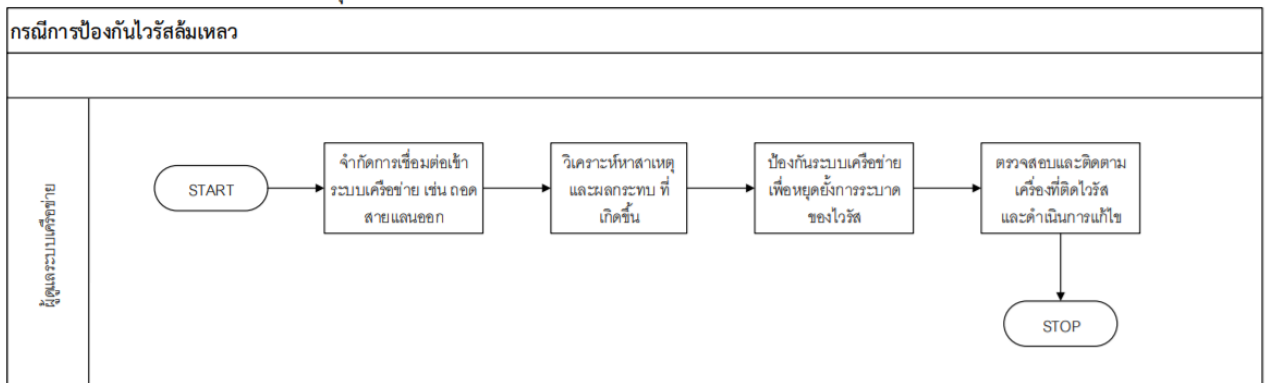 กรณีการป้องกันไวรัสล้มเหลว
ผู้ดูแลระบบเครือข่าย
START
จำกัดการเชื่อมต่อเข้า
ระบบเครือข่าย เช่น ถอด
สายแลนออก
วิเคราะห์หาสาเหตุ
และผลกระทบ ที่
เกิดขึ้น
ป้องกันระบบเครือข่าย
เพื่อหยุดยั้งการระบาด
ของไวรัส
ตรวจสอบและติดตาม
เครื่องที่ติดไวรัส
และดำเนินการแก้ไข
STOP